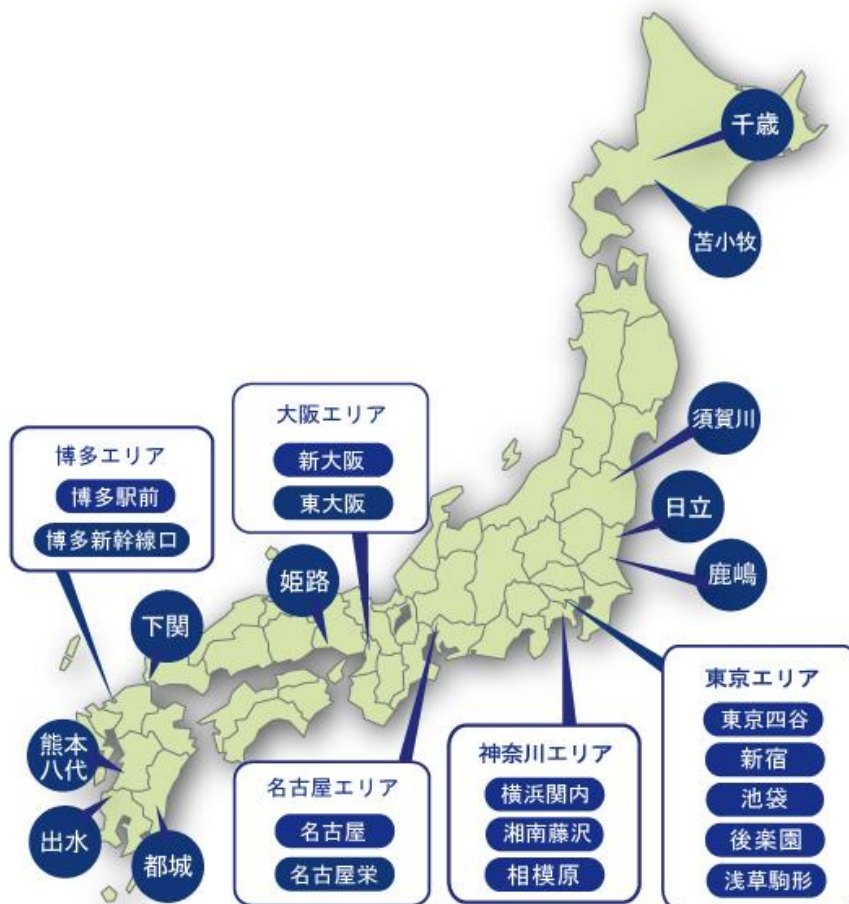 千歳
苫小牧
須賀川
日立
鹿嶋
大阪エリア
新大阪
東大阪
博多エリア
博多駅前
博多新幹線口
姫路
下関
熊本
八代
出水
都城
名古屋エリア
名古屋
名古屋栄
神奈川エリア
横浜関内
湘南藤沢
相模原
東京エリア
東京四谷
新宿
池袋
後楽園
浅草駒形